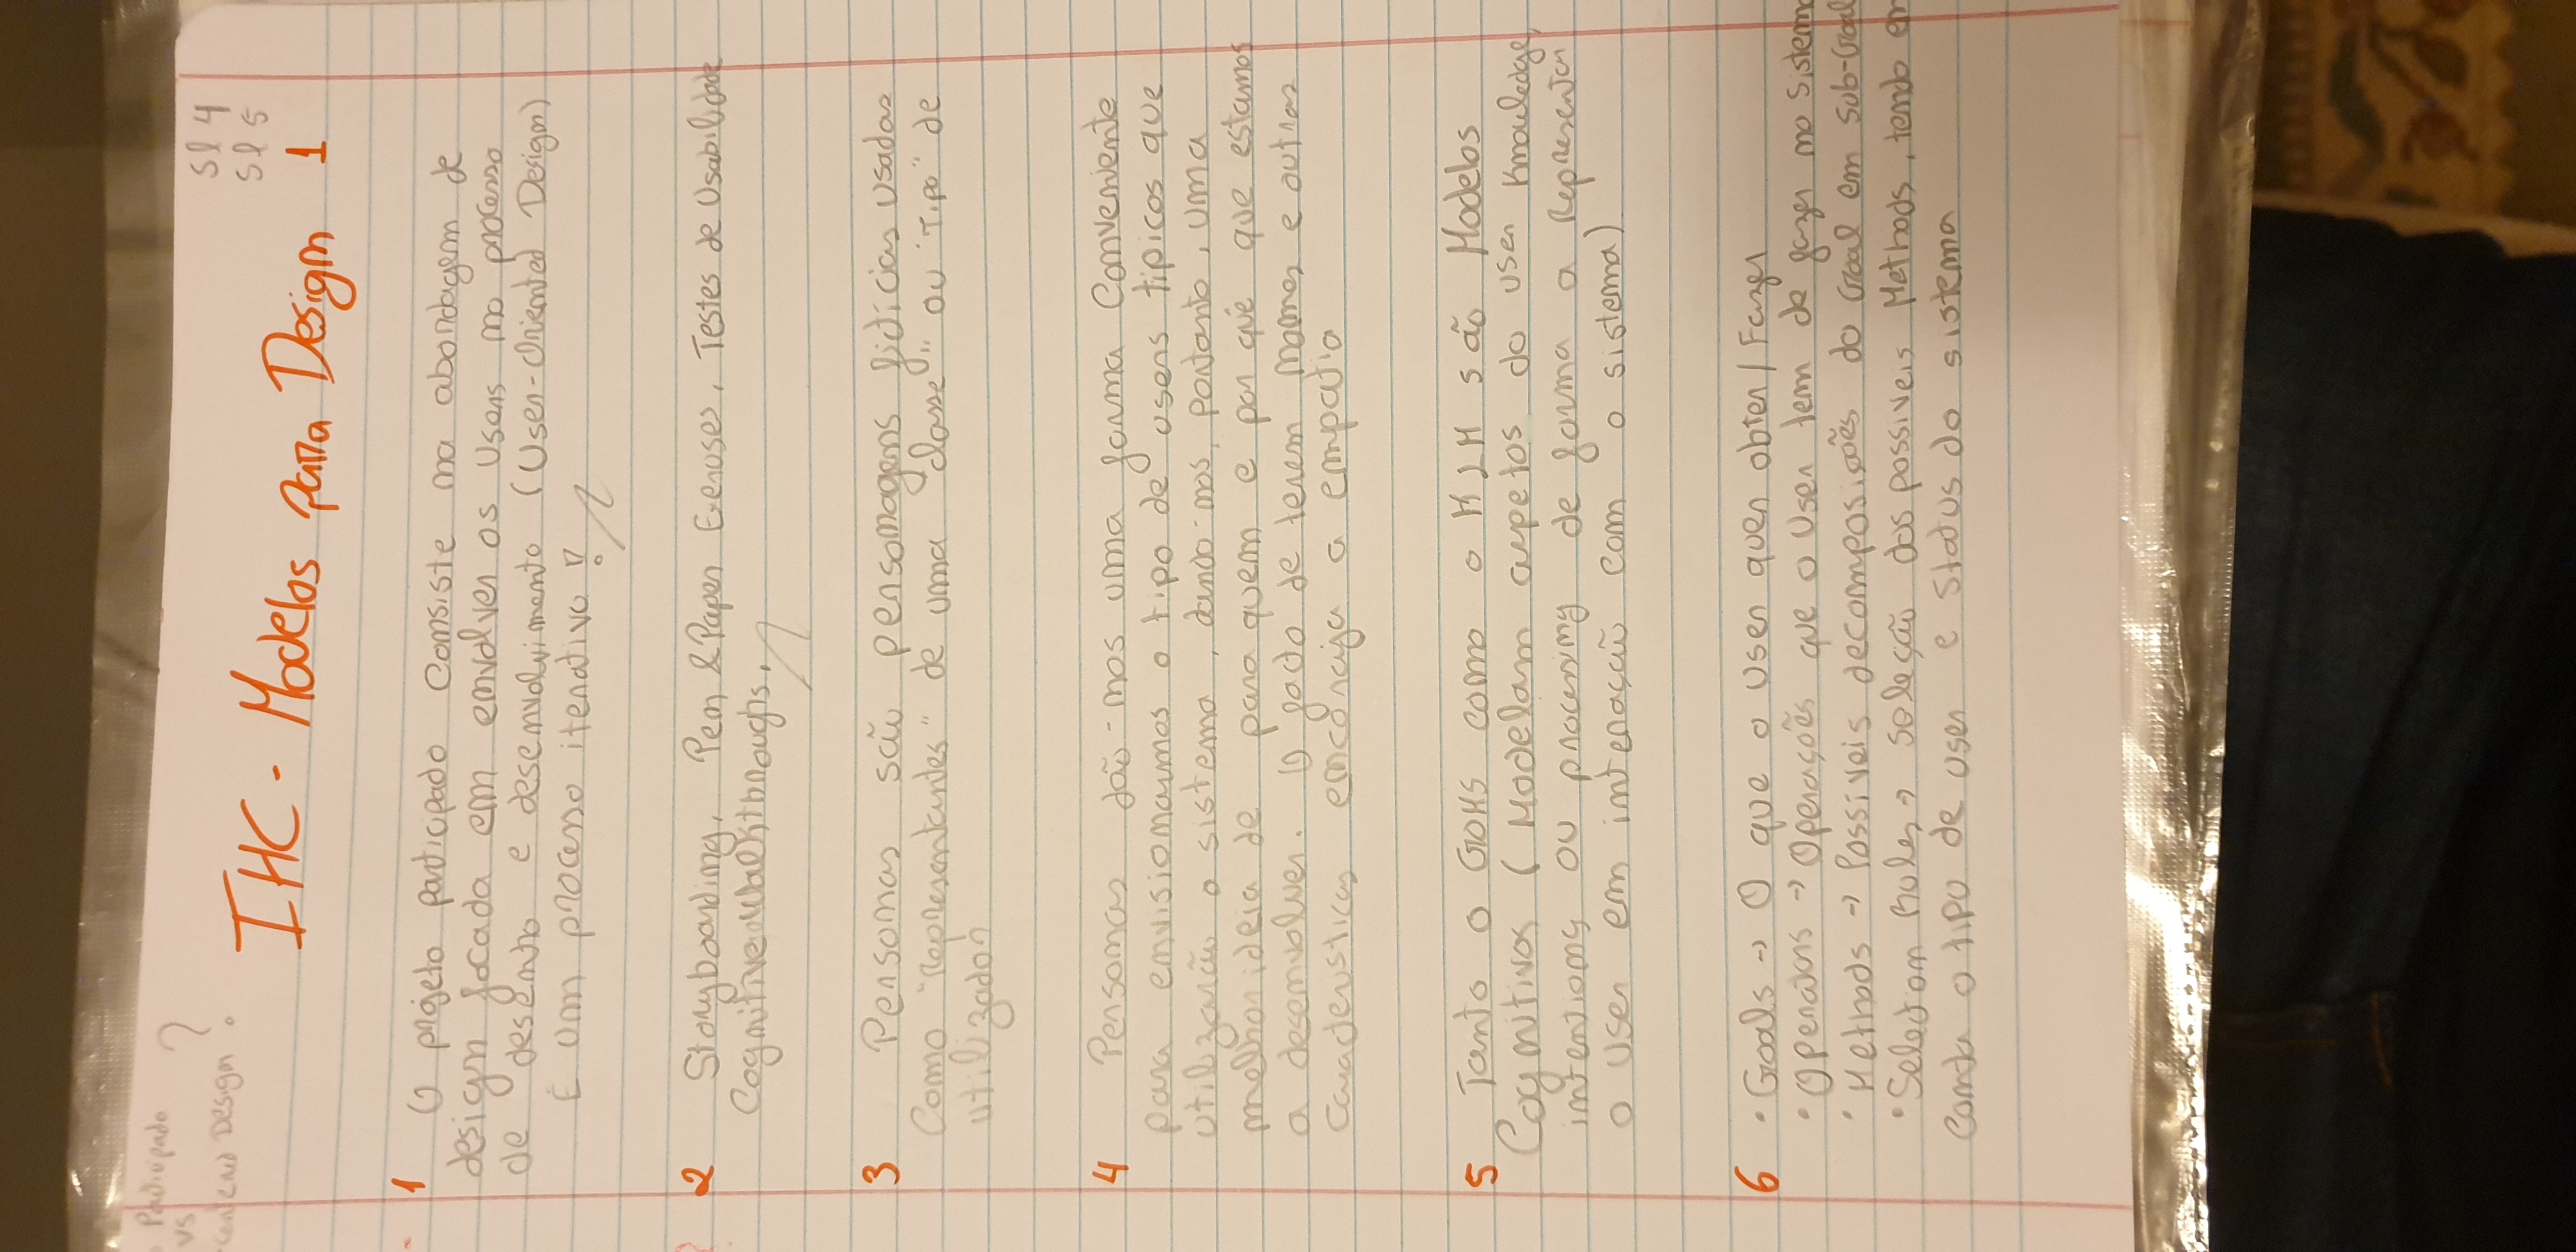 Participado
vs ?
Design
Sl 4
Sl 5
IHC - Modelos para Design 1
1 O projeto participado consiste na abordagem de
design focada em envolver os users no processo
de desenho e desenvolvimento (User-Oriented Design)
É um processo iterativo!!
2 Storyboarding, Pen & Paper Exercises, Testes de Usabilidade
Cognitive Walkthroughs.
3 Personas são personagens fictícias usadas
como "representantes" de uma "classe" ou "Tipo" de
utilizador
4 Personas dão-nos uma forma conveniente
para envisionarmos o tipo de users típicos que
utilizarão o sistema, dando-nos, portanto, uma
melhor ideia de para quem e por quê que estamos
a desenvolver. O facto de terem nomes e outras
características encoraja a empatia
5 Tanto o GOMS como o KLM são Modelos
Cognitivos (Modelam aspetos do user knowledge,
intentions ou processing de forma a Representar
o User em interação com o sistema)
6 • Goals -> O que o User quer obter / Fazer
• Operators -> Operações que o User tem de fazer no Sistema
• Methods -> Possíveis decomposições do Goal em Sub-Goal
• Selection Rules -> Seleção dos possíveis Methods, tendo em
conta o tipo de user e status do sistema